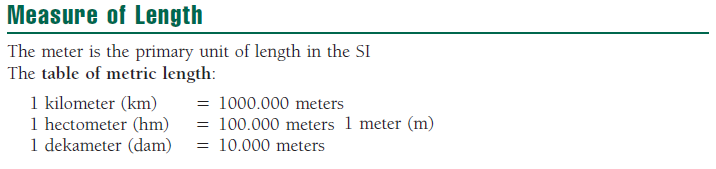 Measure of Length
The meter is the primary unit of length in the SI
The table of metric length:
1 kilometer (km) = 1000.000 meters
1 hectometer (hm) = 100.000 meters 1 meter (m)
1 dekameter (dam) = 10.000 meters